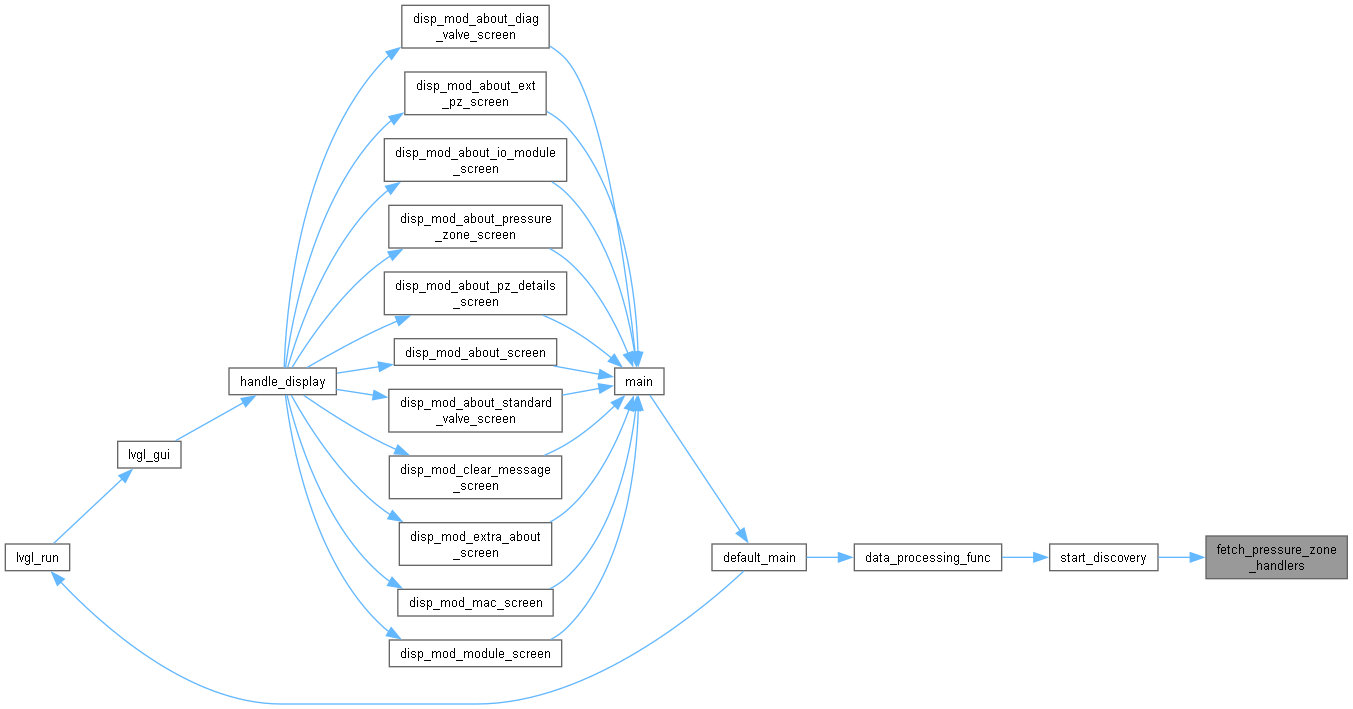 disp_mod_about_diag
_valve_screen
disp_mod_about_ext
_pz_screen
disp_mod_about_io_module
_screen
disp_mod_about_pressure
_zone_screen
disp_mod_about_pz_details
_screen
disp_mod_about_screen
handle_display
main
disp_mod_about_standard
_valve_screen
lvgl_gui
disp_mod_clear_message
_screen
disp_mod_extra_about
_screen
lvgl_run
default_main
data_processing_func
start_discovery
fetch_pressure_zone
_handlers
disp_mod_mac_screen
disp_mod_module_screen